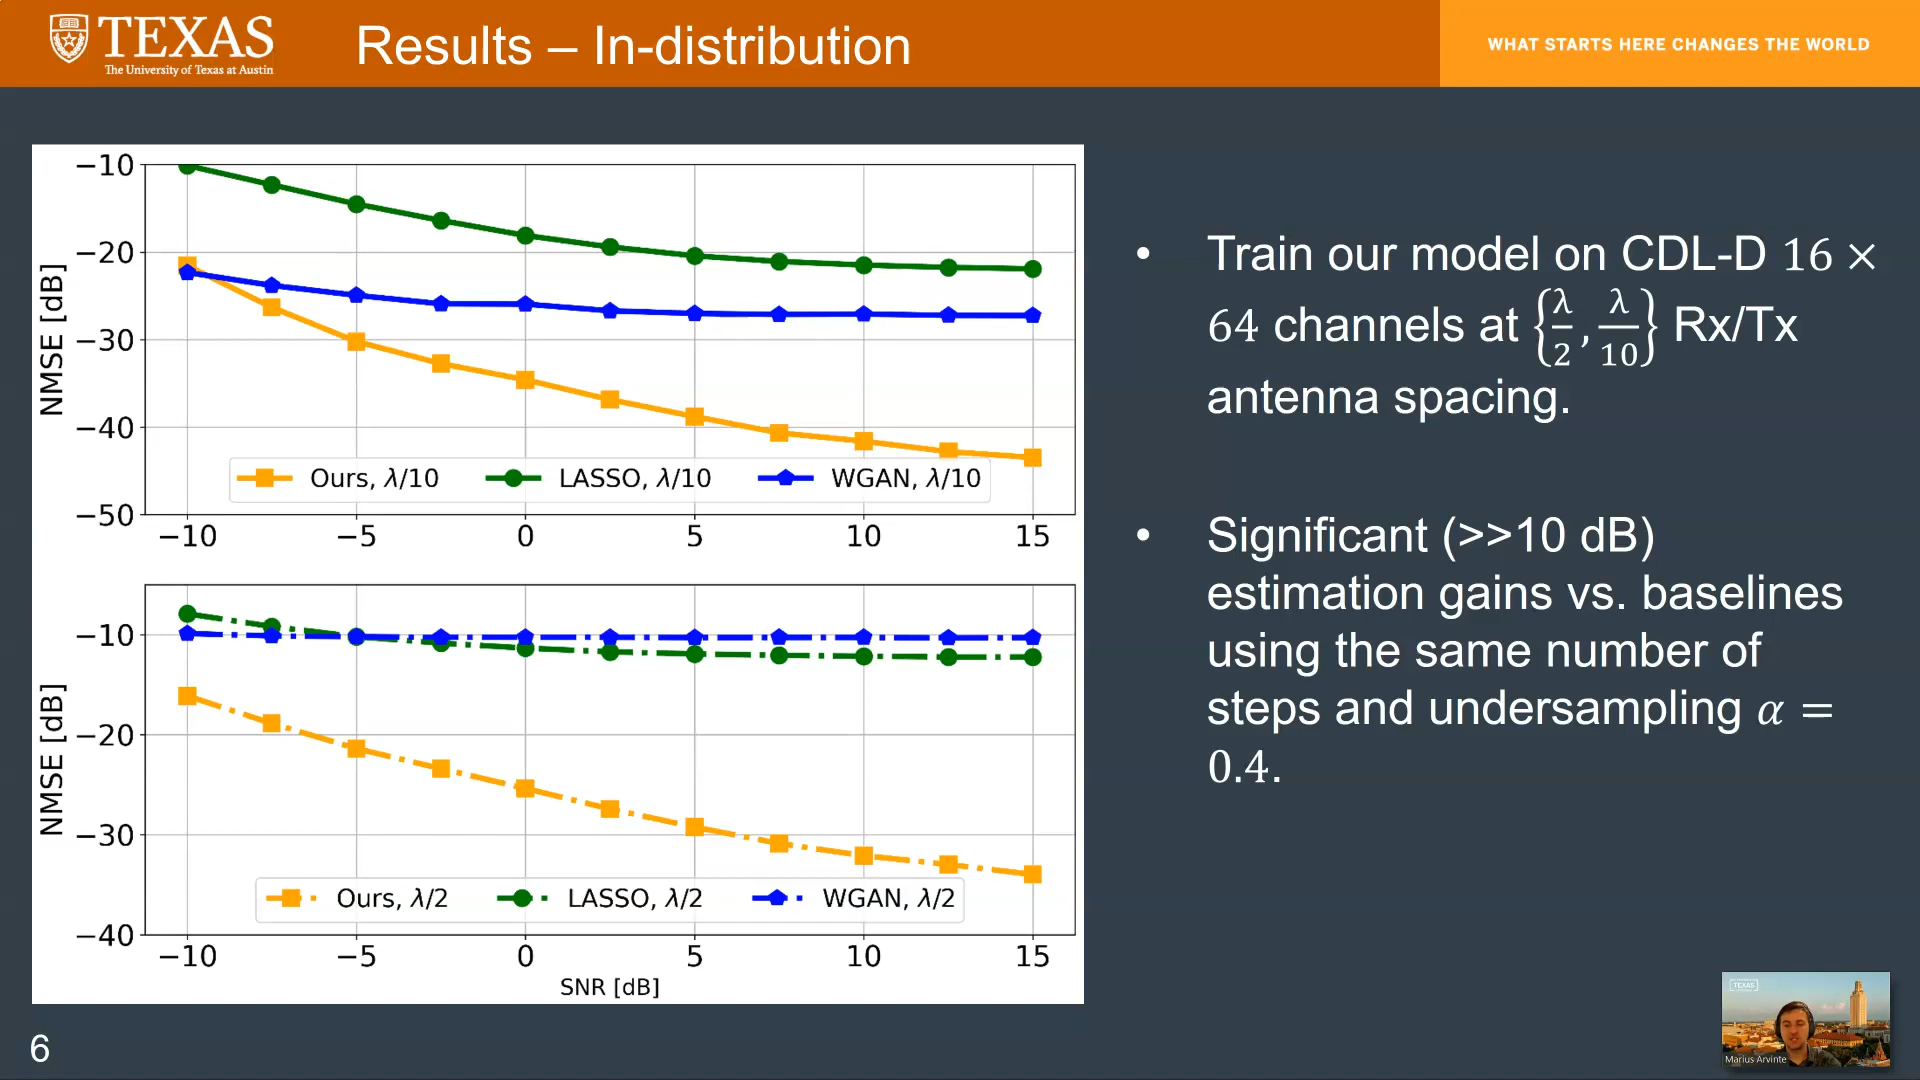 TEXAS
The University of Texas at Austin
Results – In-distribution
WHAT STARTS HERE CHANGES THE WORLD
−10
−20
−30
−40
−50
NMSE [dB]
Ours, λ/10 LASSO, λ/10 WGAN, λ/10
−10 −5 0 5 10 15
−10
−20
−30
−40
NMSE [dB]
Ours, λ/2 LASSO, λ/2 WGAN, λ/2
−10 −5 0 5 10 15
SNR [dB]
• Train our model on CDL-D 16 ×
64 channels at {λ/2, λ/10} Rx/Tx
antenna spacing.
• Significant (>>10 dB)
estimation gains vs. baselines
using the same number of
steps and undersampling α =
0.4.
TEXAS
Marius Arvinte
6